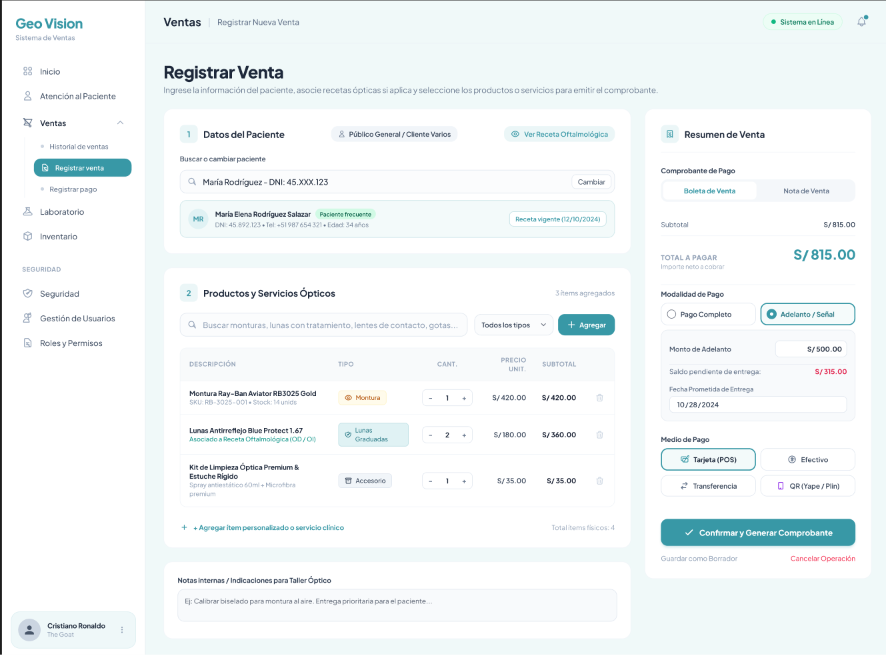 Geo Vision
Sistema de Ventas
Inicio
Atención al Paciente
Ventas
Historial de ventas
Registrar venta
Registrar pago
Laboratorio
Inventario
SEGURIDAD
Seguridad
Gestión de Usuarios
Roles y Permisos
Cristiano Ronaldo
The Goat
Ventas | Registrar Nueva Venta
Sistema en Línea
Registrar Venta
Ingrese la información del paciente, asocie recetas ópticas si aplica y seleccione los productos o servicios para emitir el comprobante.
1 Datos del Paciente
Público General / Cliente Varios
Ver Receta Oftalmológica
Buscar o cambiar paciente
María Rodríguez - DNI: 45.XXX.123
Cambiar
MR
María Elena Rodríguez Salazar Paciente frecuente
DNI: 45.892.123 • Tel: +51 987 654 321 • Edad: 34 años
Receta vigente (12/10/2024)
2 Productos y Servicios Ópticos
3 ítems agregados
Buscar monturas, lunas con tratamiento, lentes de contacto, gotas...
Todos los tipos
+ Agregar
DESCRIPCIÓN TIPO CANT. PRECIO UNIT. SUBTOTAL
Montura Ray-Ban Aviator RB3025 Gold
SKU: RB-3025-001 • Stock: 14 unids
Montura
- 1 +
S/ 420.00
S/ 420.00
Lunas Antirreflejo Blue Protect 1.67
Asociado a Receta Oftalmológica (OD / OI)
Lunas
Graduadas
- 2 +
S/ 180.00
S/ 360.00
Kit de Limpieza Óptica Premium &
Estuche Rígido
Spray antiestático 60ml • Microfibra
premium
Accesorio
- 1 +
S/ 35.00
S/ 35.00
+ + Agregar ítem personalizado o servicio clínico
Total ítems físicos: 4
Notas internas / Indicaciones para Taller Óptico
Ej: Calibrar biselado para montura al aire. Entrega prioritaria para el paciente...
Resumen de Venta
Comprobante de Pago
Boleta de Venta
Nota de Venta
Subtotal
S/ 815.00
TOTAL A PAGAR
Importe neto a cobrar
S/ 815.00
Modalidad de Pago
Pago Completo
Adelanto / Señal
Monto de Adelanto
S/ 500.00
Saldo pendiente de entrega:
S/ 315.00
Fecha Prometida de Entrega
10/28/2024
Medio de Pago
Tarjeta (POS)
Efectivo
Transferencia
QR (Yape / Plin)
Confirmar y Generar Comprobante
Guardar como Borrador
Cancelar Operación